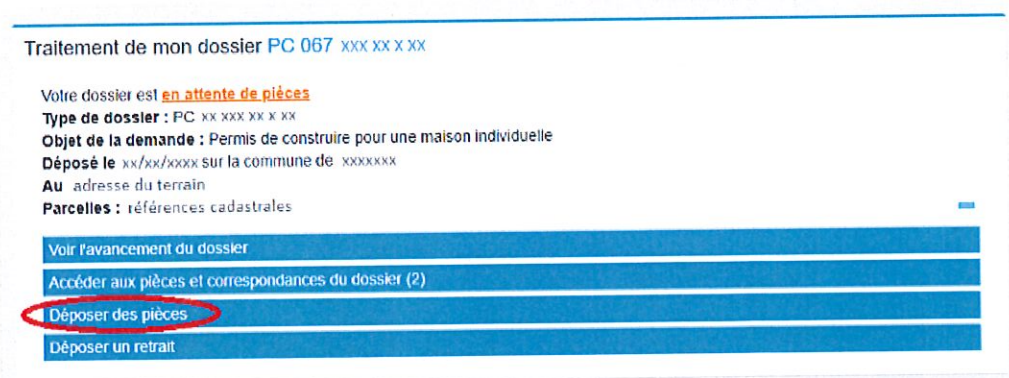 Traitement de mon dossier PC 067 xxx xx x xx
Votre dossier est en attente de pièces
Type de dossier : PC xx xxx xx x xx
Objet de la demande : Permis de construire pour une maison individuelle
Déposé le xx/xx/xxxx sur la commune de xxxxxxx
Au adresse du terrain
Parcelles : références cadastrales
Voir l'avancement du dossier
Accéder aux pièces et correspondances du dossier (2)
Déposer des pièces
Déposer un retrait